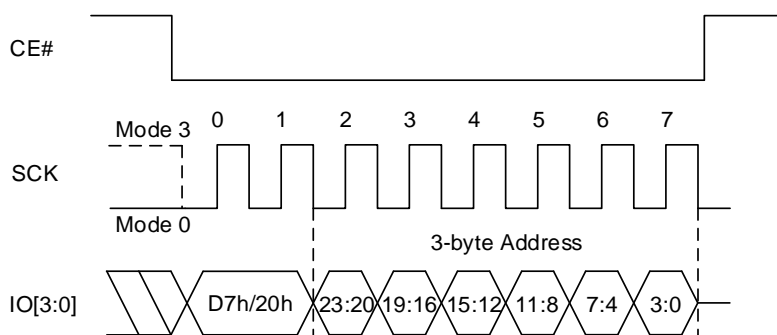 CE#
0 1 2 3 4 5 6 7
Mode 3
SCK
Mode 0
3-byte Address
IO[3:0] D7h/20h 23:20 19:16 15:12 11:8 7:4 3:0